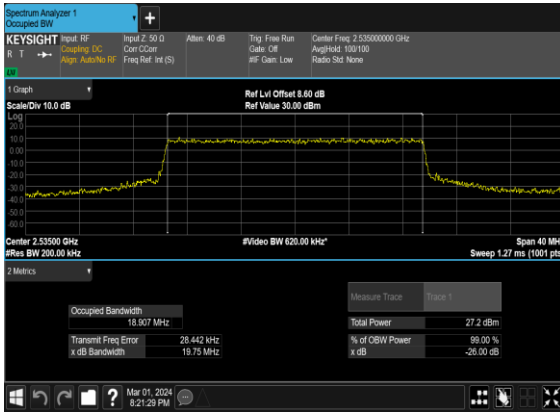 Spectrum Analyzer 1
Occupied BW
KEYSIGHT
R T
LW
Input: RF
Coupling: DC
Align: Auto/No RF
Input Z: 50 Ω
Corr CCorr
Freq Ref: Int (S)
Atten: 40 dB
Trig: Free Run
Gate: Off
#IF Gain: Low
Center Freq: 2.535000000 GHz
Avg|Hold: 100/100
Radio Std: None
1 Graph
Scale/Div 10.0 dB
Ref Lvl Offset 8.60 dB
Ref Value 30.00 dBm
Log
20.0
10.0
0.00
-10.0
-20.0
-30.0
-40.0
-50.0
-60.0
Center 2.53500 GHz
#Res BW 200.00 kHz
#Video BW 620.00 kHz*
Span 40 MH
Sweep 1.27 ms (1001 pts
2 Metrics
Measure Trace
Trace 1
Occupied Bandwidth
18.907 MHz
Total Power
27.2 dBm
Transmit Freq Error
28.442 kHz
% of OBW Power
99.00 %
x dB Bandwidth
19.75 MHz
x dB
-26.00 dB
?
Mar 01, 2024
8:21:29 PM